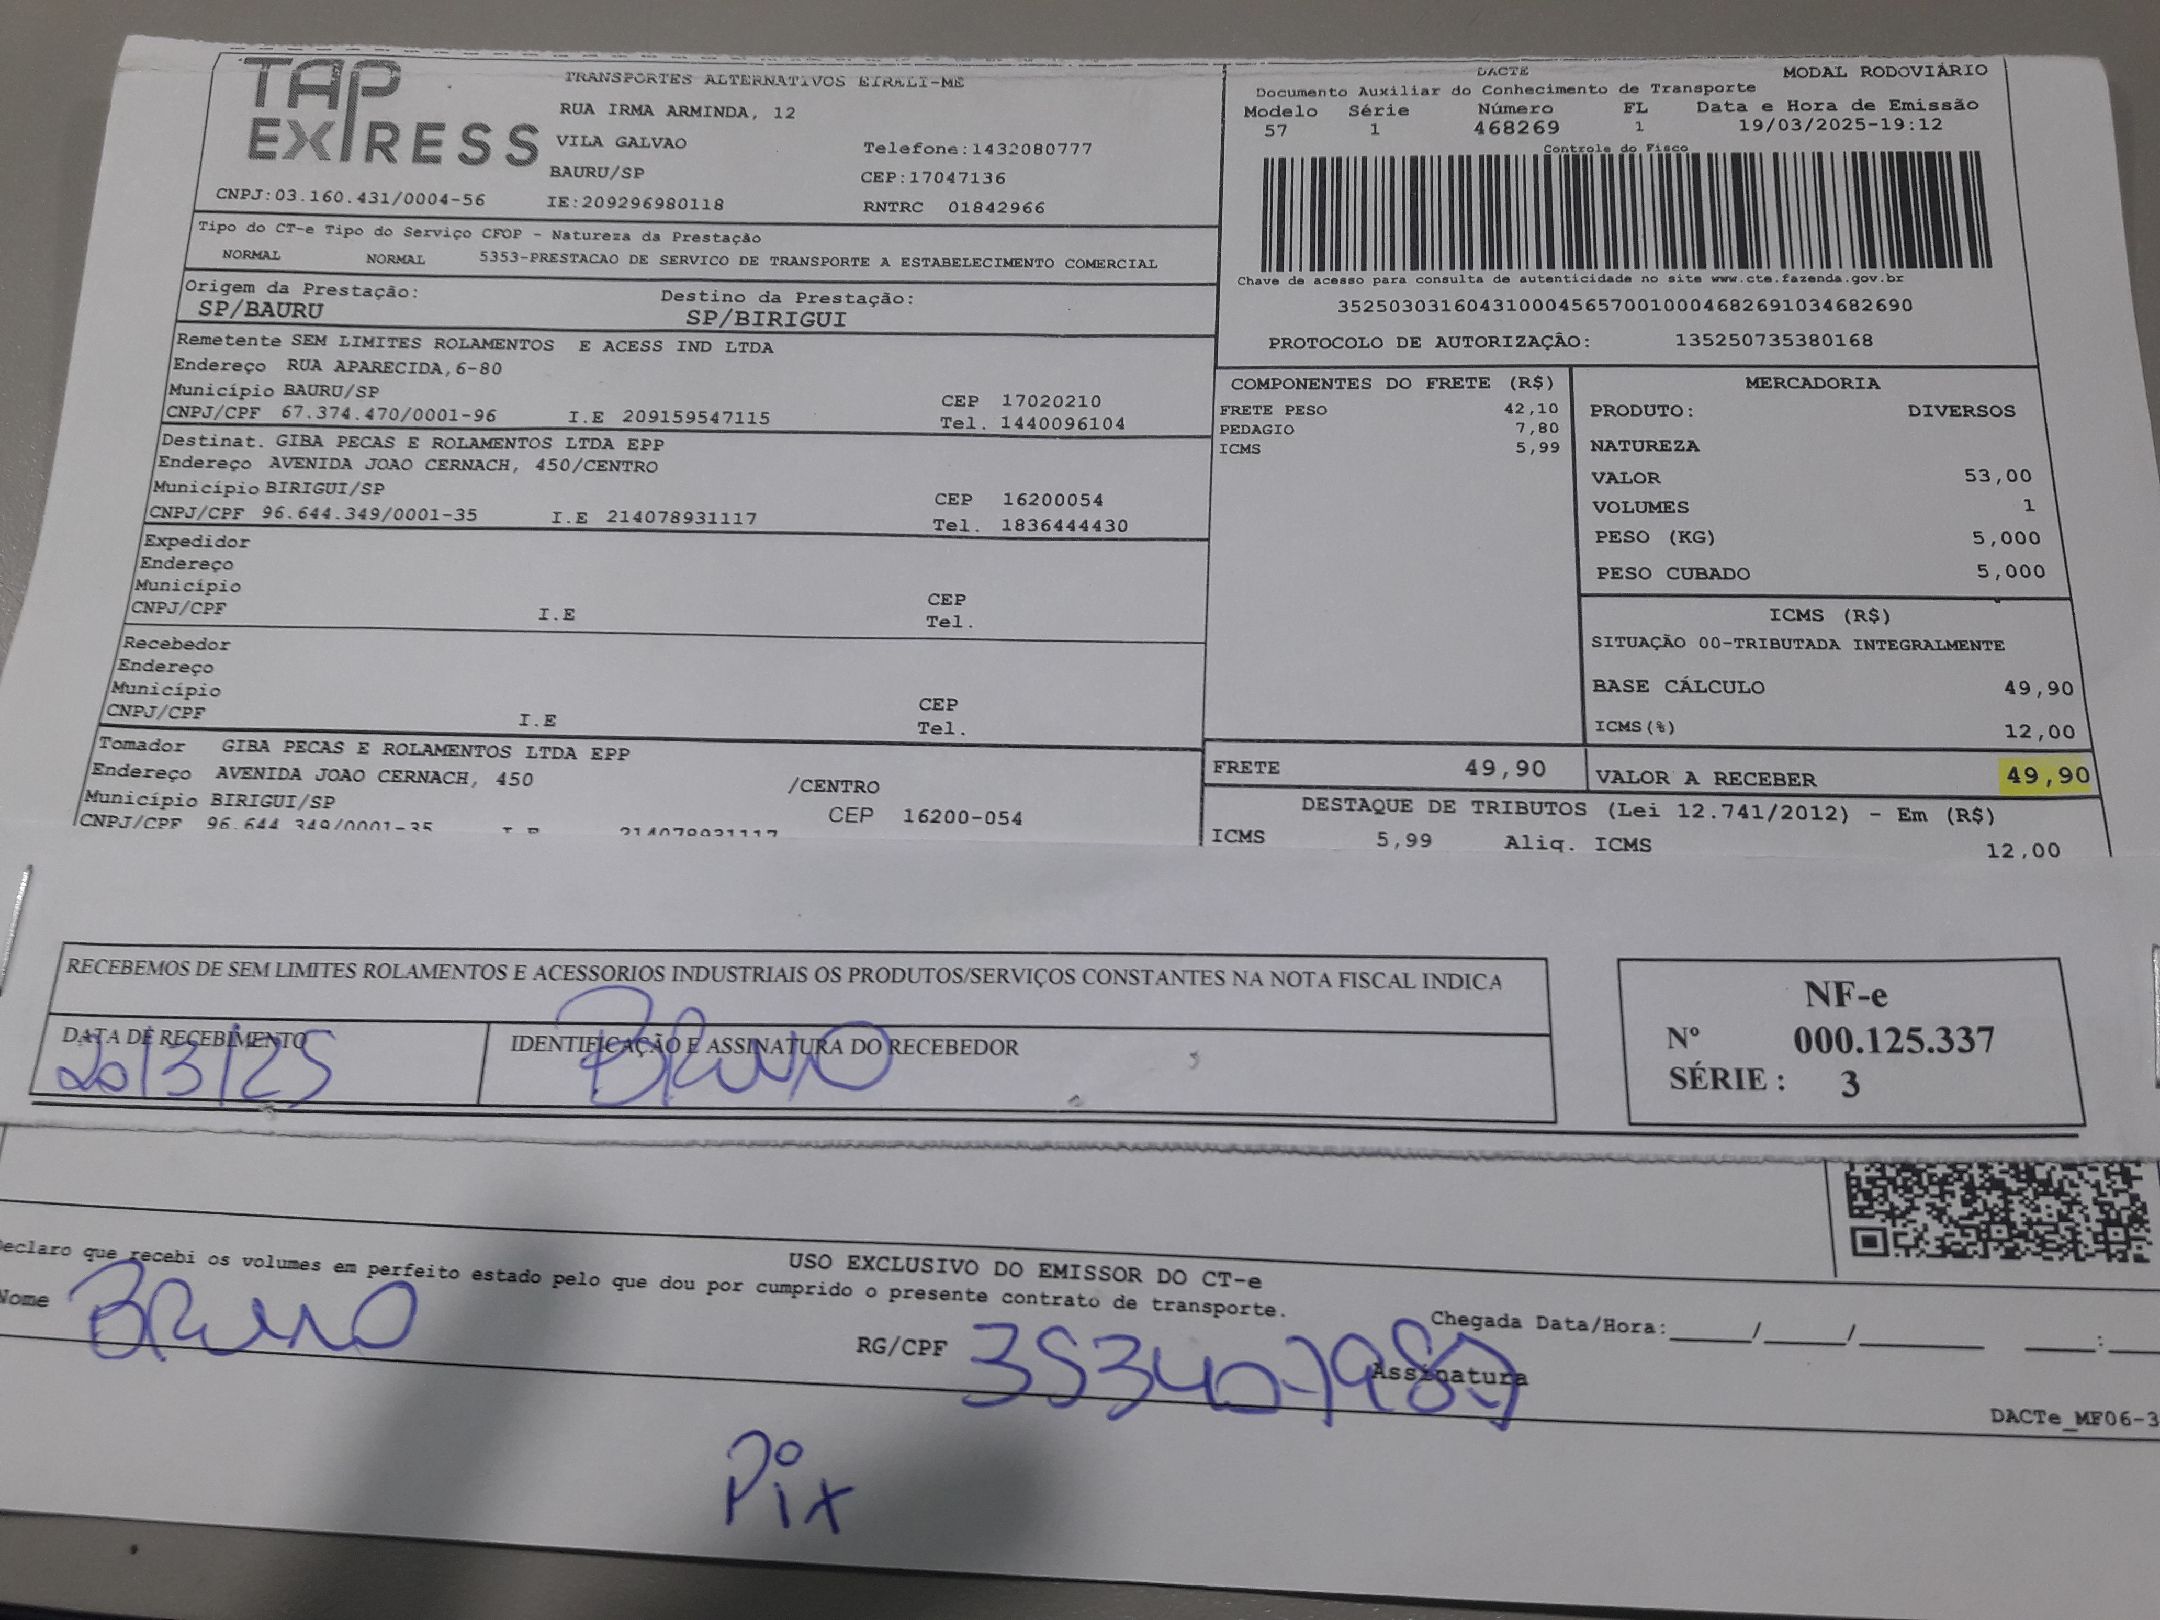 TAP EXPRESS
TRANSPORTES ALTERNATIVOS EIRELI-ME
RUA IRMA ARMINDA, 12
VILA GALVAO Telefone:1432080777
BAURU/SP CEP:17047136
CNPJ:03.160.431/0004-56 IE:209296980118 RNTRC 01842966
DACTE MODAL RODOVIÁRIO
Documento Auxiliar do Conhecimento de Transporte
Modelo Série Número FL Data e Hora de Emissão
57 1 468269 1 19/03/2025-19:12
Controle do Fisco
Chave de acesso para consulta de autenticidade no site www.cte.fazenda.gov.br
35250303160431000456570010004682691034682690
PROTOCOLO DE AUTORIZAÇÃO: 135250735380168
Tipo do CT-e Tipo do Serviço CFOP - Natureza da Prestação
NORMAL NORMAL 5353-PRESTACAO DE SERVICO DE TRANSPORTE A ESTABELECIMENTO COMERCIAL
Origem da Prestação: Destino da Prestação:
SP/BAURU SP/BIRIGUI
Remetente SEM LIMITES ROLAMENTOS E ACESS IND LTDA
Endereço RUA APARECIDA,6-80
Município BAURU/SP CEP 17020210
CNPJ/CPF 67.374.470/0001-96 I.E 209159547115 Tel. 1440096104
Destinat. GIBA PECAS E ROLAMENTOS LTDA EPP
Endereço AVENIDA JOAO CERNACH, 450/CENTRO
Município BIRIGUI/SP CEP 16200054
CNPJ/CPF 96.644.349/0001-35 I.E 214078931117 Tel. 1836444430
Expedidor
Endereço
Município CEP
CNPJ/CPF I.E Tel.
Recebedor
Endereço
Município CEP
CNPJ/CPF I.E Tel.
Tomador GIBA PECAS E ROLAMENTOS LTDA EPP
Endereço AVENIDA JOAO CERNACH, 450 /CENTRO
Município BIRIGUI/SP CEP 16200-054
CNPJ/CPF 96.644.349/0001-35 I.E 214078931117
COMPONENTES DO FRETE (R$)
FRETE PESO 42,10
PEDAGIO 7,80
ICMS 5,99
MERCADORIA
PRODUTO: DIVERSOS
NATUREZA
VALOR 53,00
VOLUMES 1
PESO (KG) 5,000
PESO CUBADO 5,000
ICMS (R$)
SITUAÇÃO 00-TRIBUTADA INTEGRALMENTE
BASE CÁLCULO 49,90
ICMS(%) 12,00
FRETE 49,90 VALOR A RECEBER 49,90
DESTAQUE DE TRIBUTOS (Lei 12.741/2012) - Em (R$)
ICMS 5,99 Aliq. ICMS 12,00
RECEBEMOS DE SEM LIMITES ROLAMENTOS E ACESSORIOS INDUSTRIAIS OS PRODUTOS/SERVIÇOS CONSTANTES NA NOTA FISCAL INDICA
DATA DE RECEBIMENTO IDENTIFICAÇÃO E ASSINATURA DO RECEBEDOR
20/3/25 BRUNO
NF-e
Nº 000.125.337
SÉRIE : 3
USO EXCLUSIVO DO EMISSOR DO CT-e
Declaro que recebi os volumes em perfeito estado pelo que dou por cumprido o presente contrato de transporte.
Nome BRUNO RG/CPF Chegada Data/Hora:_____/_____/_______ ____:
Assinatura
DACTe_MF06-3
Pix